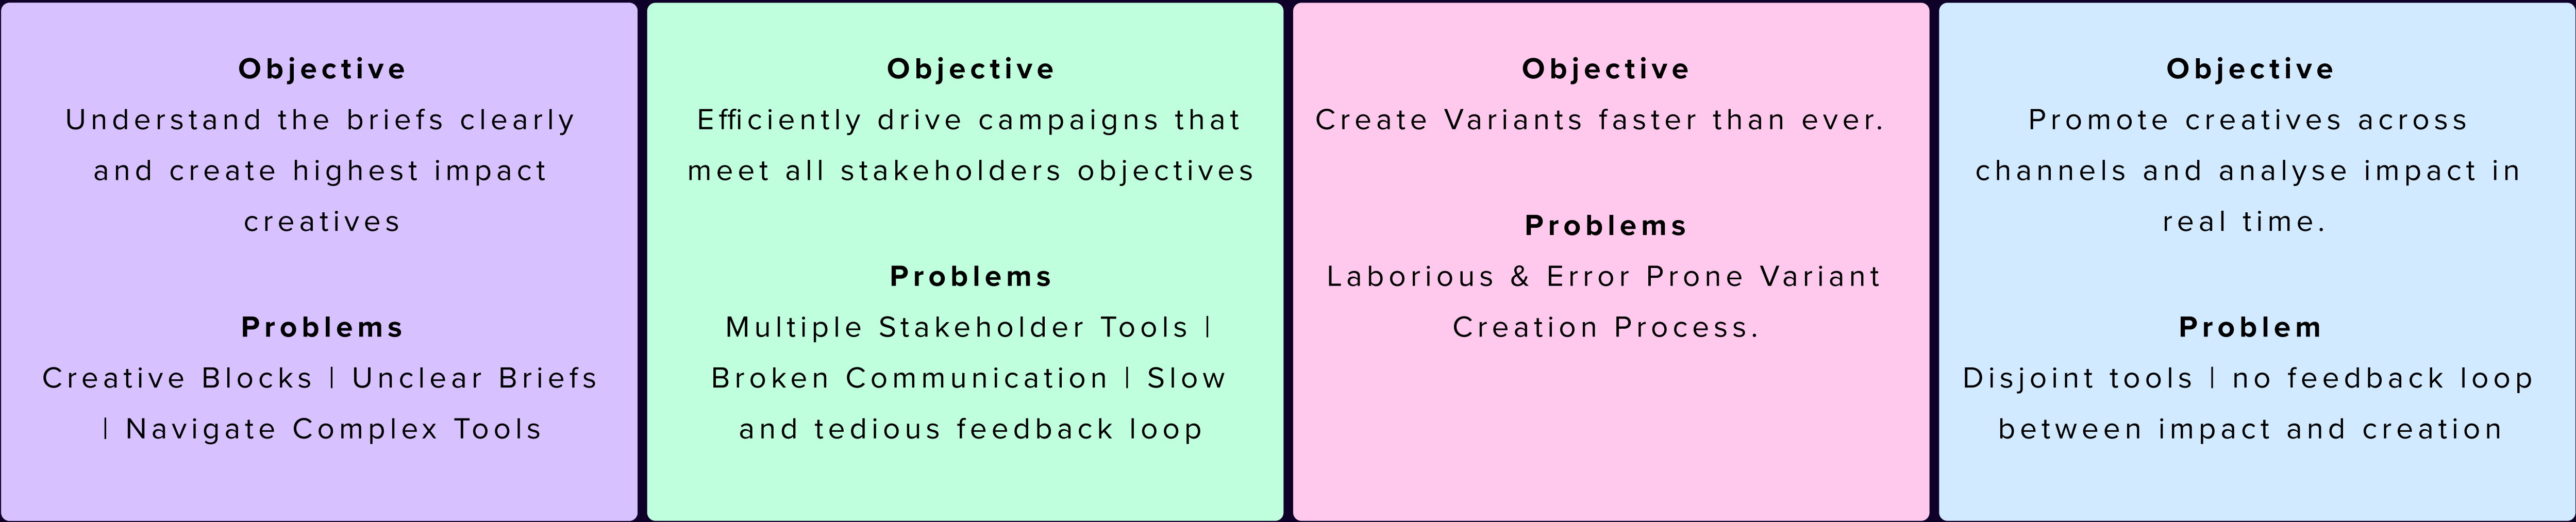 Objective
Understand the briefs clearly
and create highest impact
creatives
Problems
Creative Blocks | Unclear Briefs
| Navigate Complex Tools
Objective
Efficiently drive campaigns that
meet all stakeholders objectives
Problems
Multiple Stakeholder Tools |
Broken Communication | Slow
and tedious feedback loop
Objective
Create Variants faster than ever.
Problems
Laborious & Error Prone Variant
Creation Process.
Objective
Promote creatives across
channels and analyse impact in
real time.
Problem
Disjoint tools | no feedback loop
between impact and creation